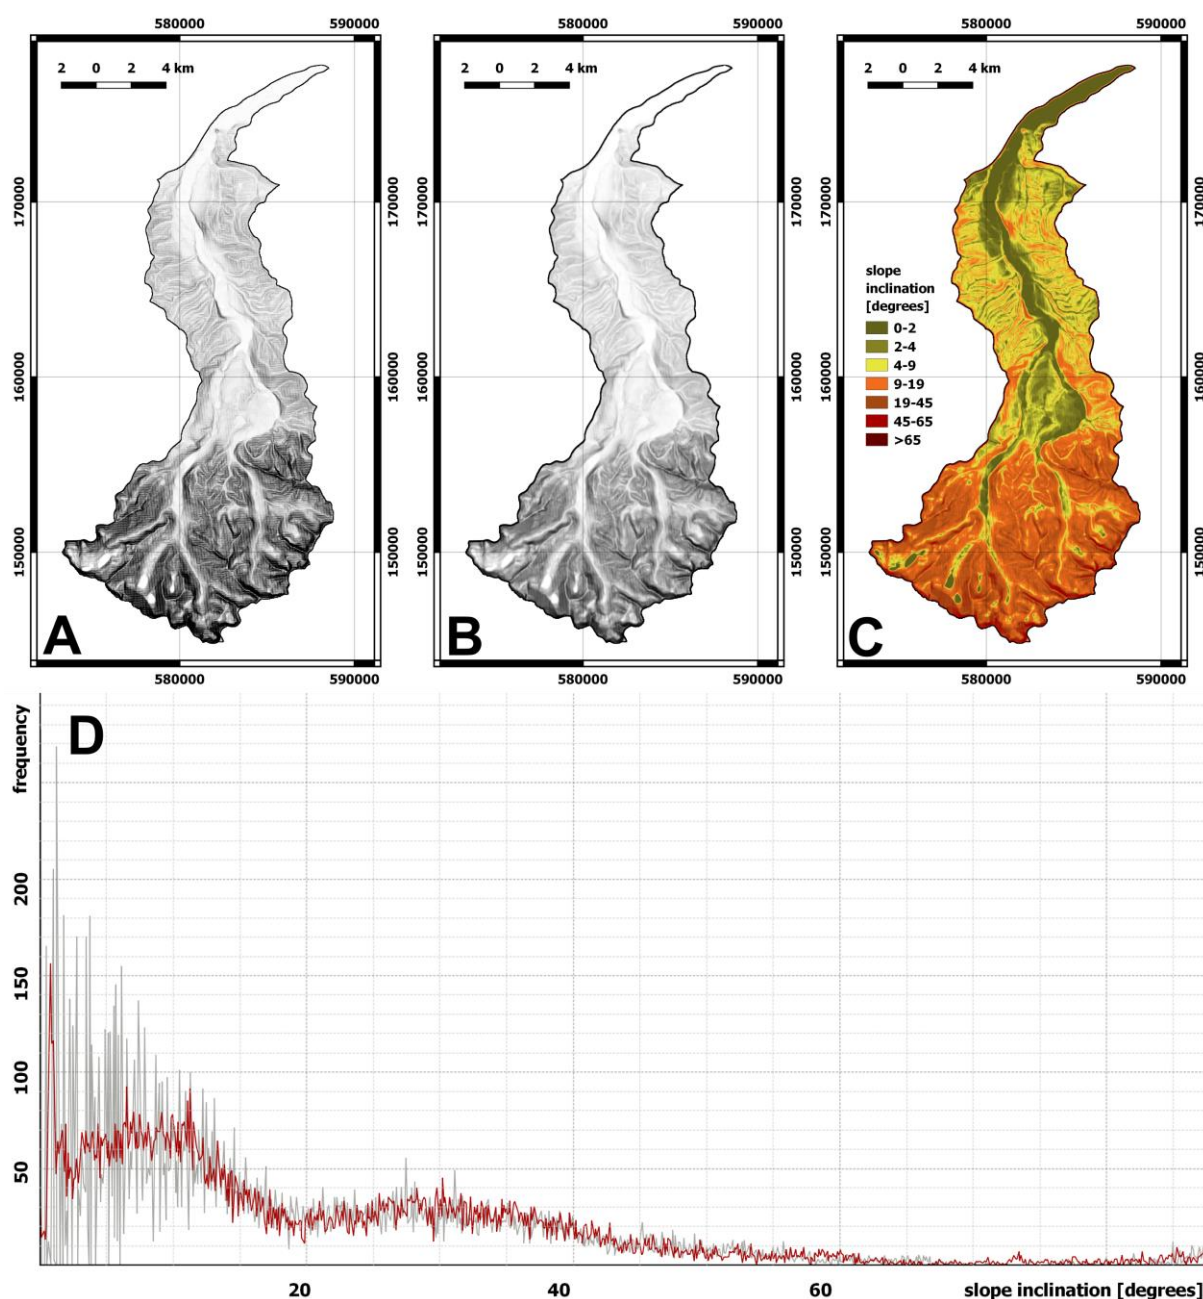 580000 590000 580000 590000 580000 590000
2 0 2 4 km 2 0 2 4 km 2 0 2 4 km
170000 170000 170000
slope
inclination
[degrees]
0-2
2-4
4-9
9-19
19-45
45-65
>65
160000 160000 160000
150000 150000 150000
A B C
580000 590000 580000 590000 580000 590000
D
frequency
200
150
100
50
20 40 60 slope inclination [degrees]